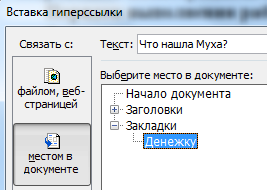 Вставка гиперссылки
Связать с:
Текст: Что нашла Муха?
Выберите место в документе:
файлом, веб-
страницей
Начало документа
Заголовки
Закладки
Денежку
местом в
документе